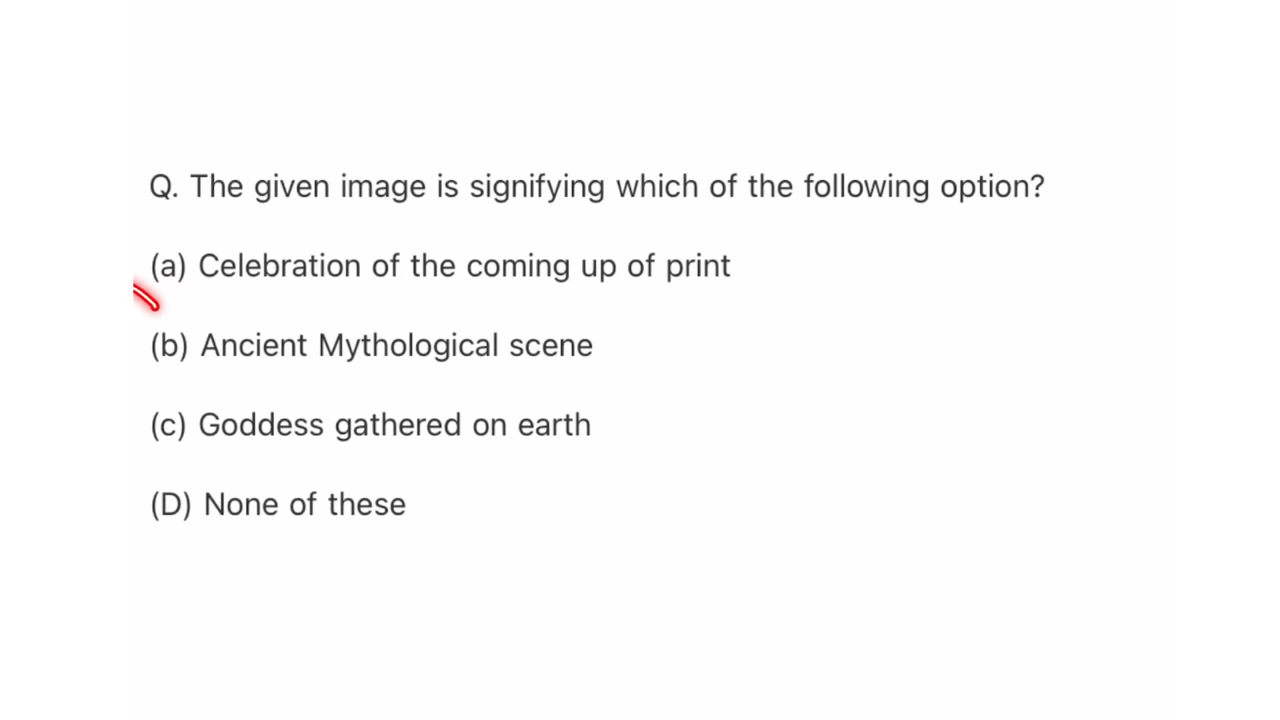 Q. The given image is signifying which of the following option?
(a) Celebration of the coming up of print
(b) Ancient Mythological scene
(c) Goddess gathered on earth
(D) None of these